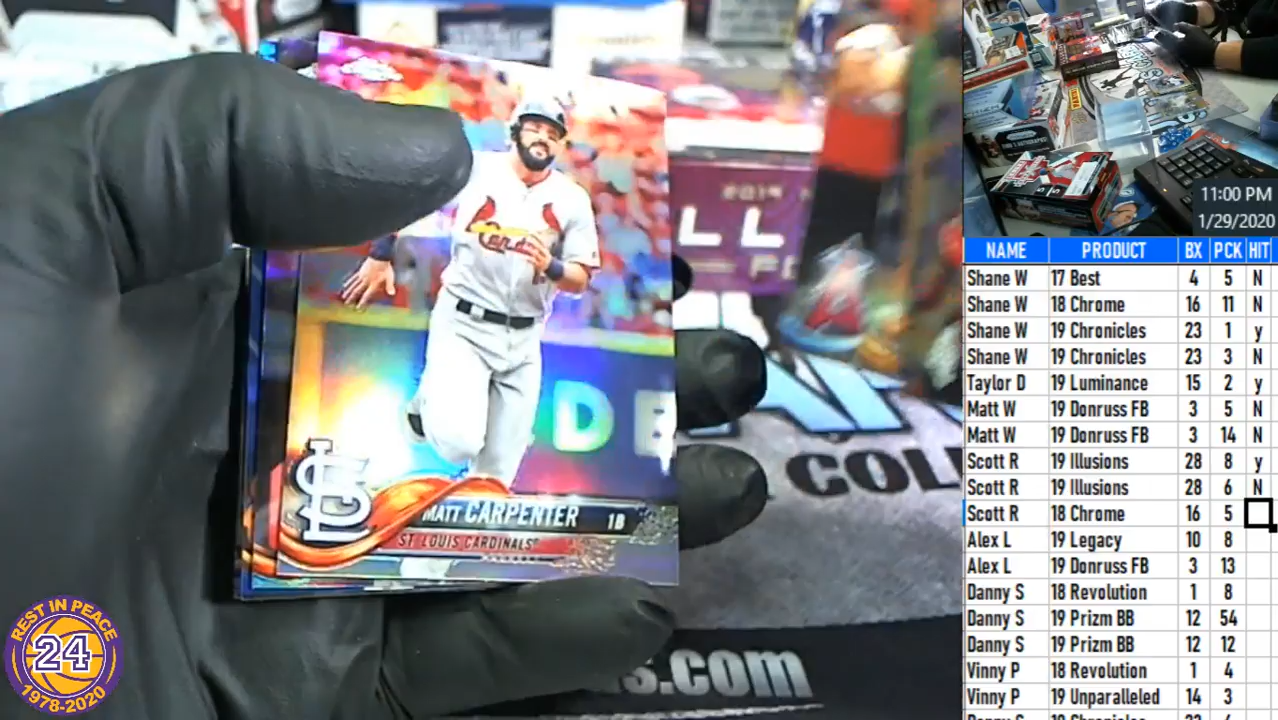 Chrome
Cardinals
DE
MATT CARPENTER 1B
ST. LOUIS CARDINALS
2019
LL
COL
s.com
REST IN PEACE
24
1978-2020
11:00 PM
1/29/2020
NAME PRODUCT BX PCK HIT
Shane W 17 Best 4 5 N
Shane W 18 Chrome 16 11 N
Shane W 19 Chronicles 23 1 y
Shane W 19 Chronicles 23 3 N
Taylor D 19 Luminance 15 2 y
Matt W 19 Donruss FB 3 5 N
Matt W 19 Donruss FB 3 14 N
Scott R 19 Illusions 28 8 y
Scott R 19 Illusions 28 6 N
Scott R 18 Chrome 16 5
Alex L 19 Legacy 10 8
Alex L 19 Donruss FB 3 13
Danny S 18 Revolution 1 8
Danny S 19 Prizm BB 12 54
Danny S 19 Prizm BB 12 12
Vinny P 18 Revolution 1 4
Vinny P 19 Unparalleled 14 3